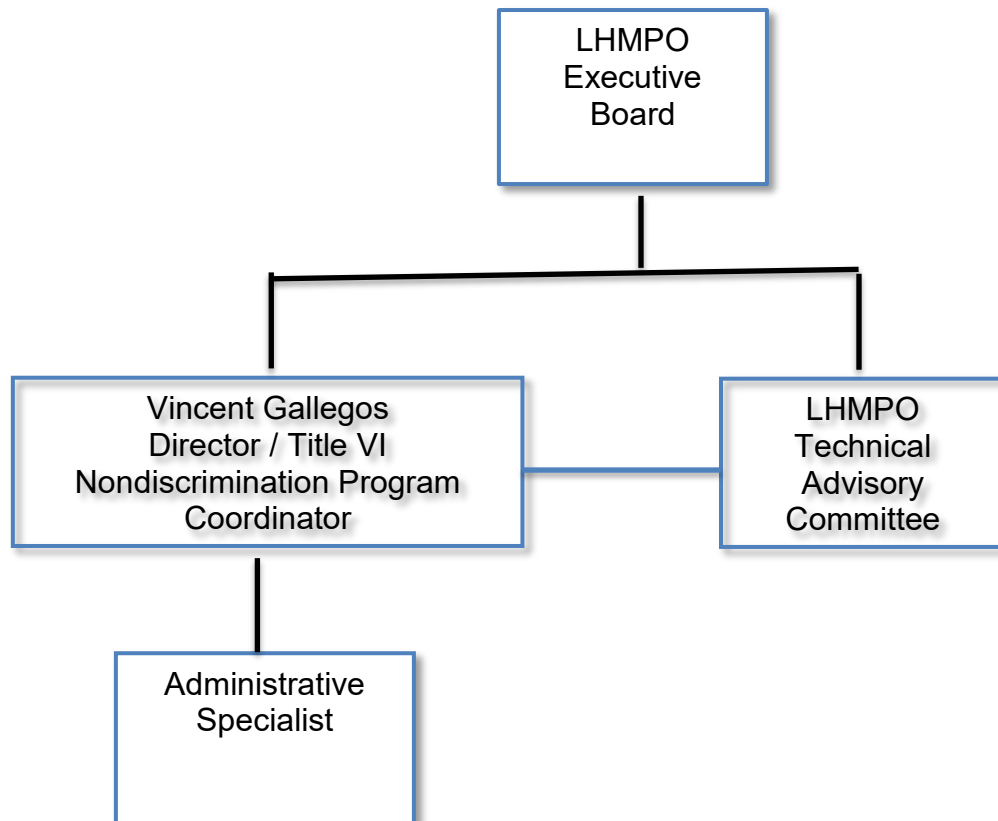 LHMPO
Executive
Board
Vincent Gallegos
Director / Title VI
Nondiscrimination Program
Coordinator
LHMPO
Technical
Advisory
Committee
Administrative
Specialist